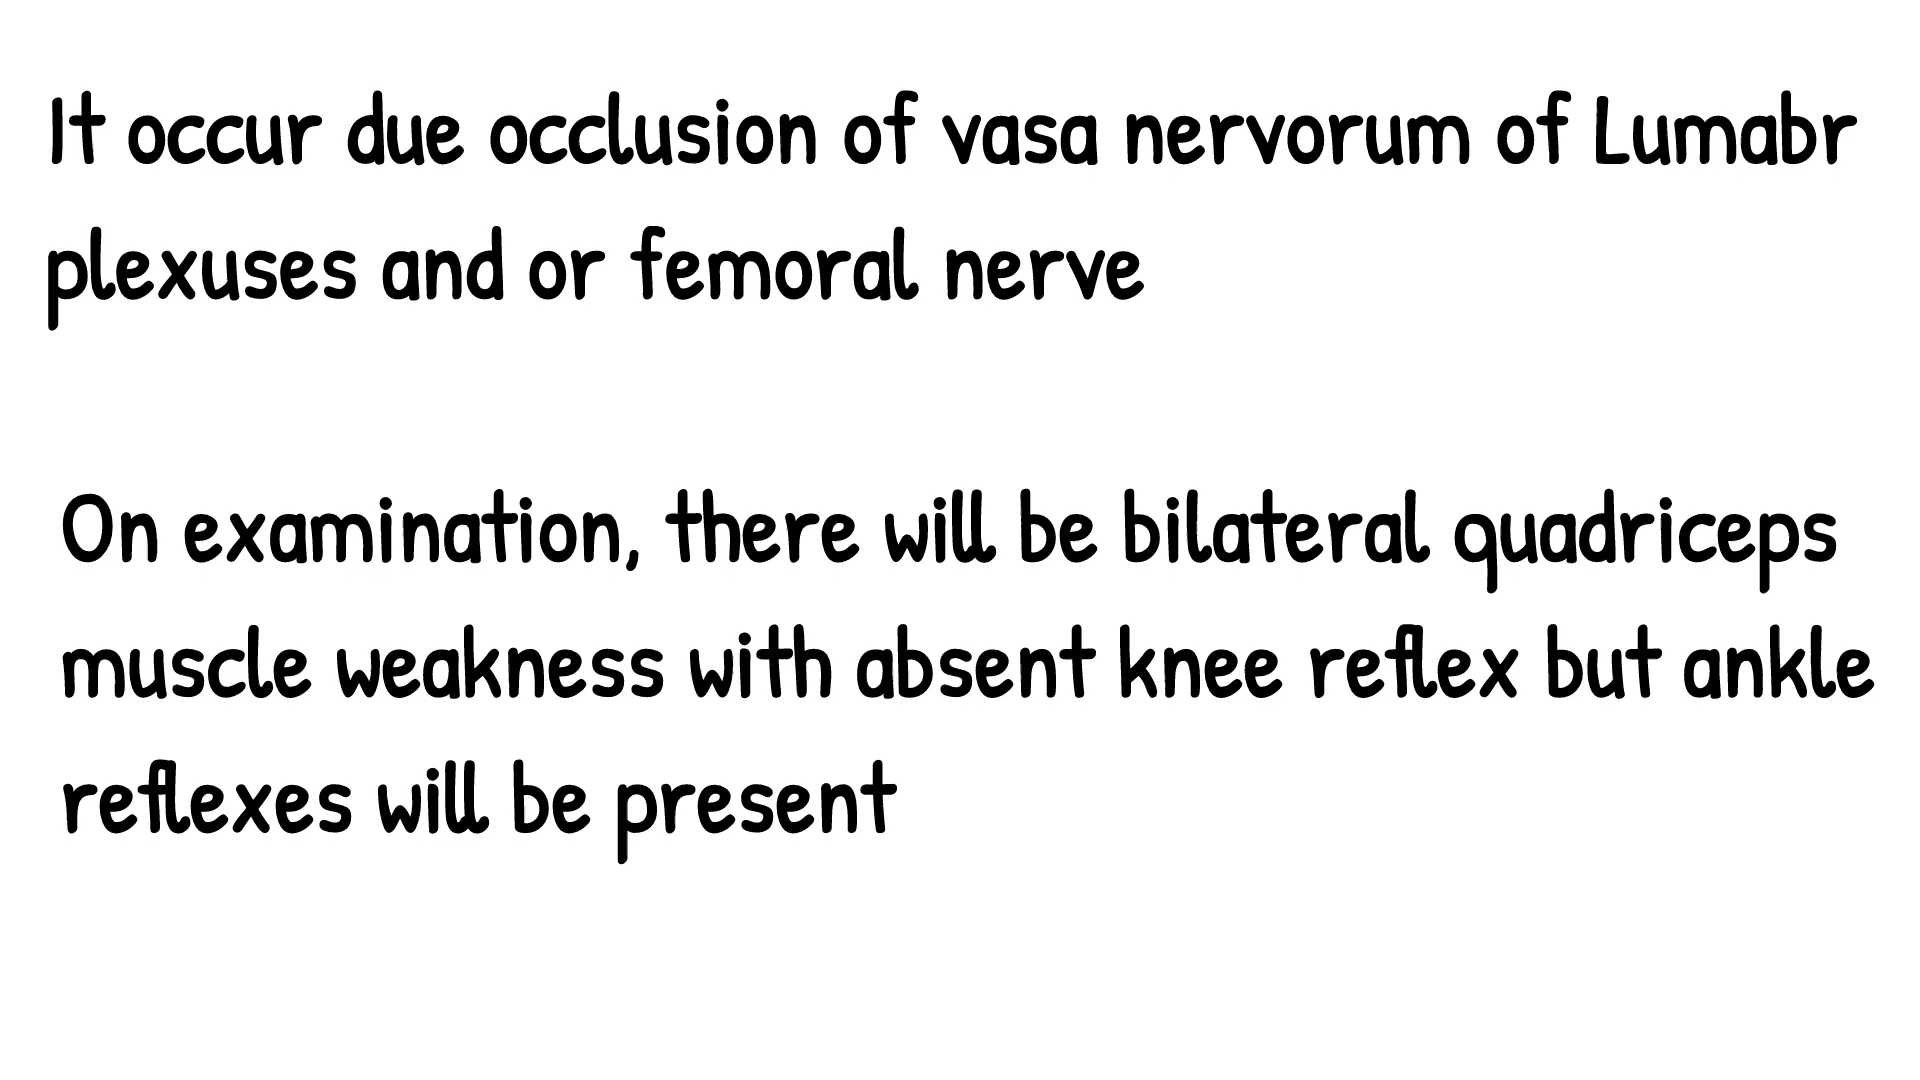 It occur due occlusion of vasa nervorum of Lumabr
plexuses and or femoral nerve
On examination, there will be bilateral quadriceps
muscle weakness with absent knee reflex but ankle
reflexes will be present